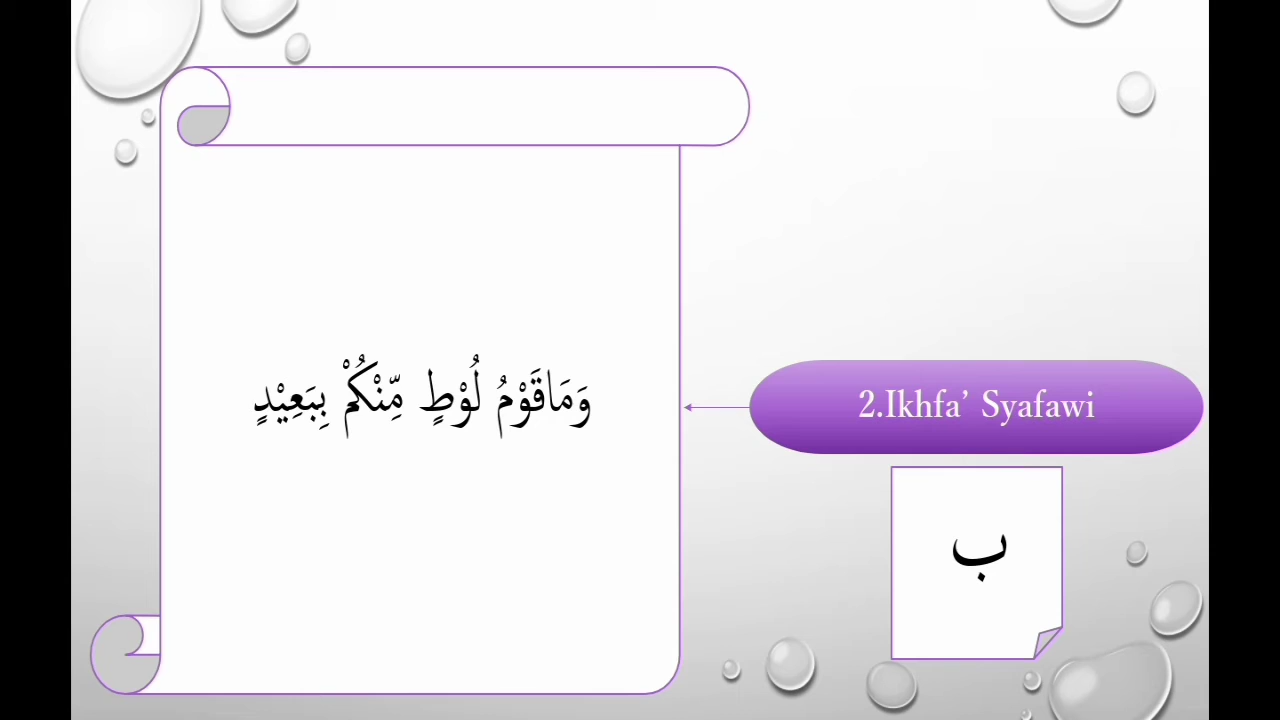 وَمَاقَوْمُ لُوْطٍ مِّنْكُمْ بِبَعِيْدٍ
2.Ikhfa’ Syafawi
ب